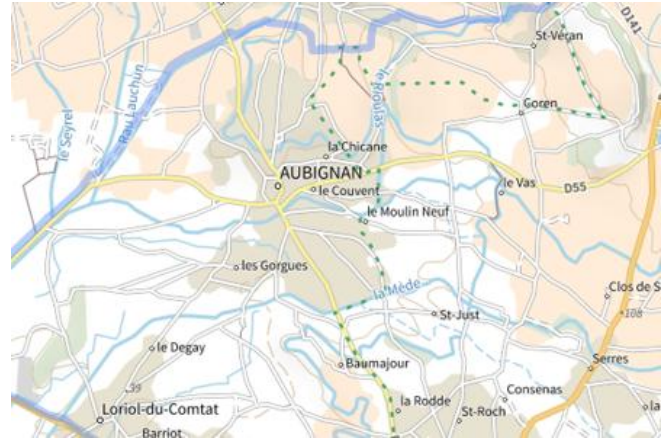 D141
St-Véran
le Rioulas
Rau Lauchun
le Seyrel
Goren
la Chicane
AUBIGNAN
le Couvent
le Vas
D55
le Moulin Neuf
les Gorgues
la Mède
Clos de S
108
St-Just
le Degay
Baumajour
Serres
39
Loriol-du-Comtat
la Rodde
Consenas
la
St-Roch
Barriot